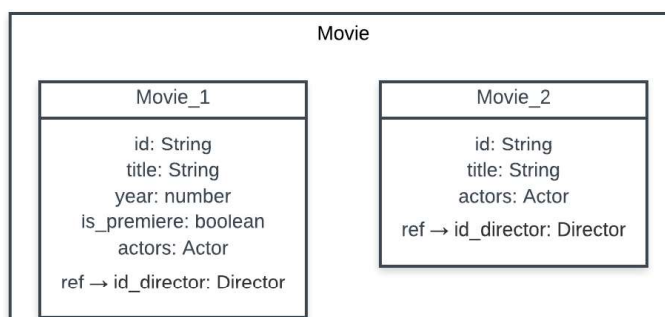 Movie
Movie_1
id: String
title: String
year: number
is_premiere: boolean
actors: Actor
ref → id_director: Director
Movie_2
id: String
title: String
actors: Actor
ref → id_director: Director